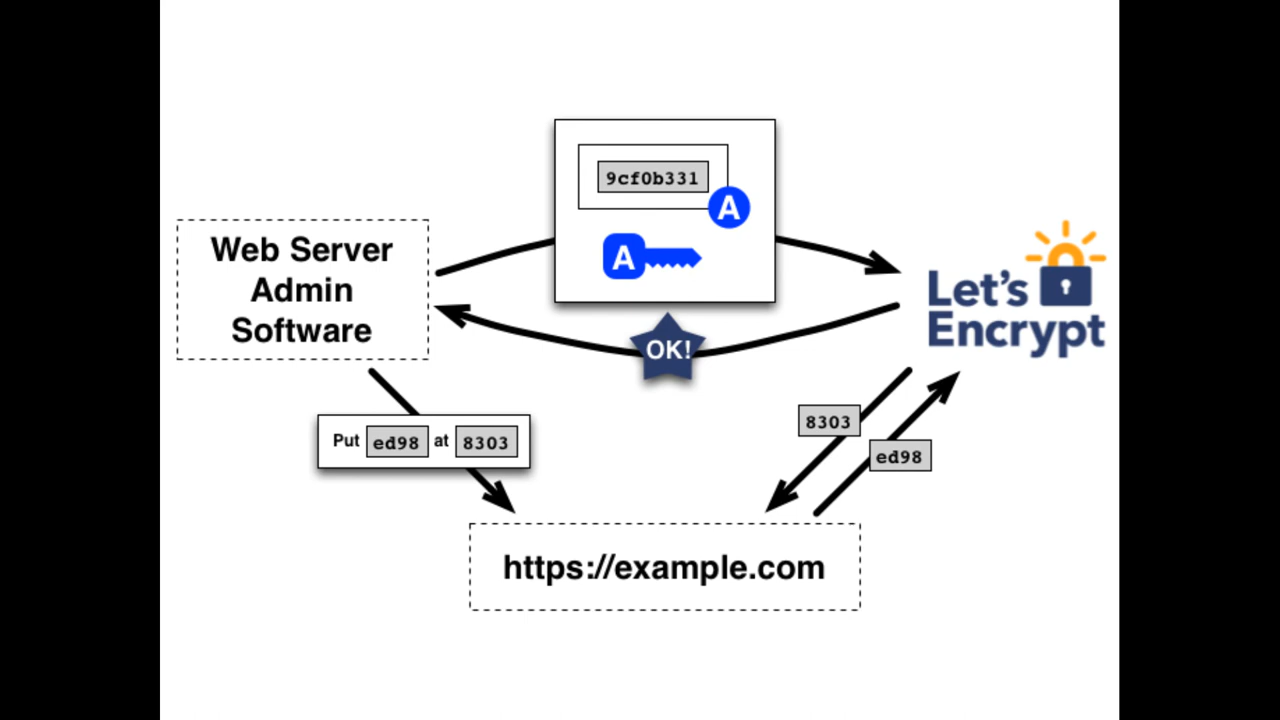 9cf0b331
A
A
Web Server
Admin
Software
Let's
Encrypt
OK!
Put ed98 at 8303
8303
ed98
https://example.com